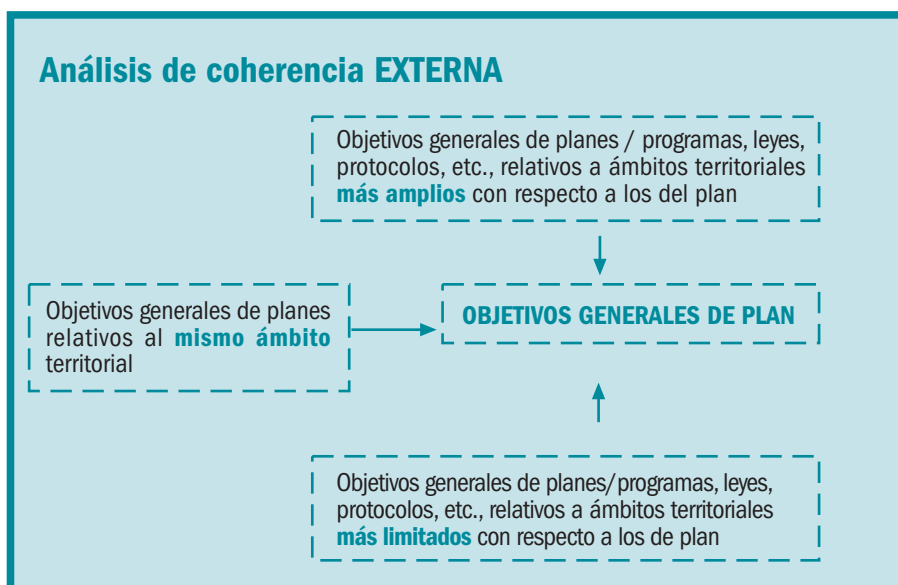 Análisis de coherencia EXTERNA
Objetivos generales de planes / programas, leyes,
protocolos, etc., relativos a ámbitos territoriales
más amplios con respecto a los del plan
Objetivos generales de planes
relativos al mismo ámbito
territorial
OBJETIVOS GENERALES DE PLAN
Objetivos generales de planes/programas, leyes,
protocolos, etc., relativos a ámbitos territoriales
más limitados con respecto a los de plan